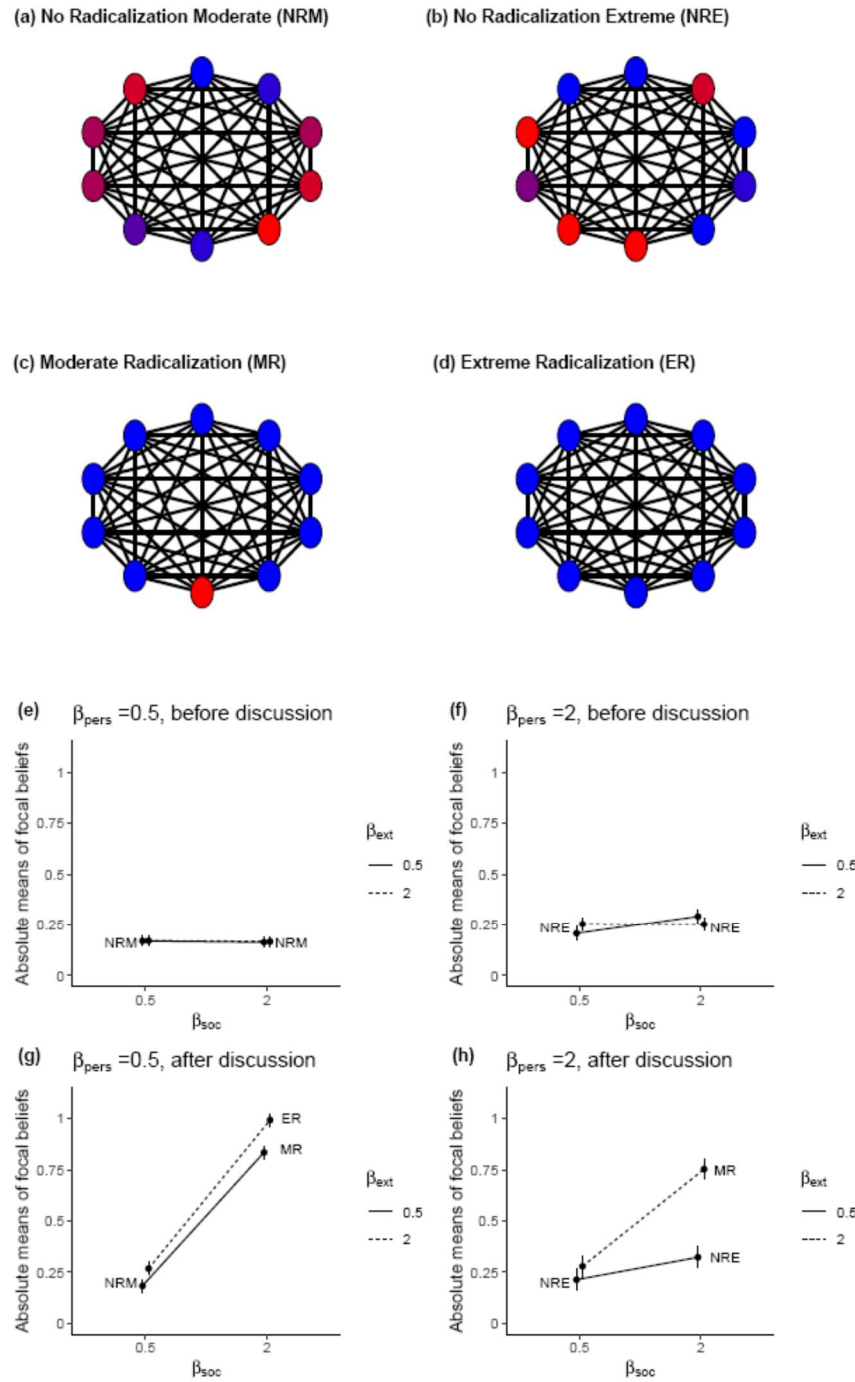 (a) No Radicalization Moderate (NRM)
(b) No Radicalization Extreme (NRE)
(c) Moderate Radicalization (MR)
(d) Extreme Radicalization (ER)
(e) βpers =0.5, before discussion
Absolute means of focal beliefs
1
0.75
0.5
0.25
0
NRM
NRM
0.5
2
βsoc
βext
0.5
2
(f) βpers =2, before discussion
Absolute means of focal beliefs
1
0.75
0.5
0.25
0
NRE
NRE
0.5
2
βsoc
βext
0.5
2
(g) βpers =0.5, after discussion
Absolute means of focal beliefs
1
0.75
0.5
0.25
0
ER
MR
NRM
0.5
2
βsoc
βext
0.5
2
(h) βpers =2, after discussion
Absolute means of focal beliefs
1
0.75
0.5
0.25
0
MR
NRE
NRE
0.5
2
βsoc
βext
0.5
2